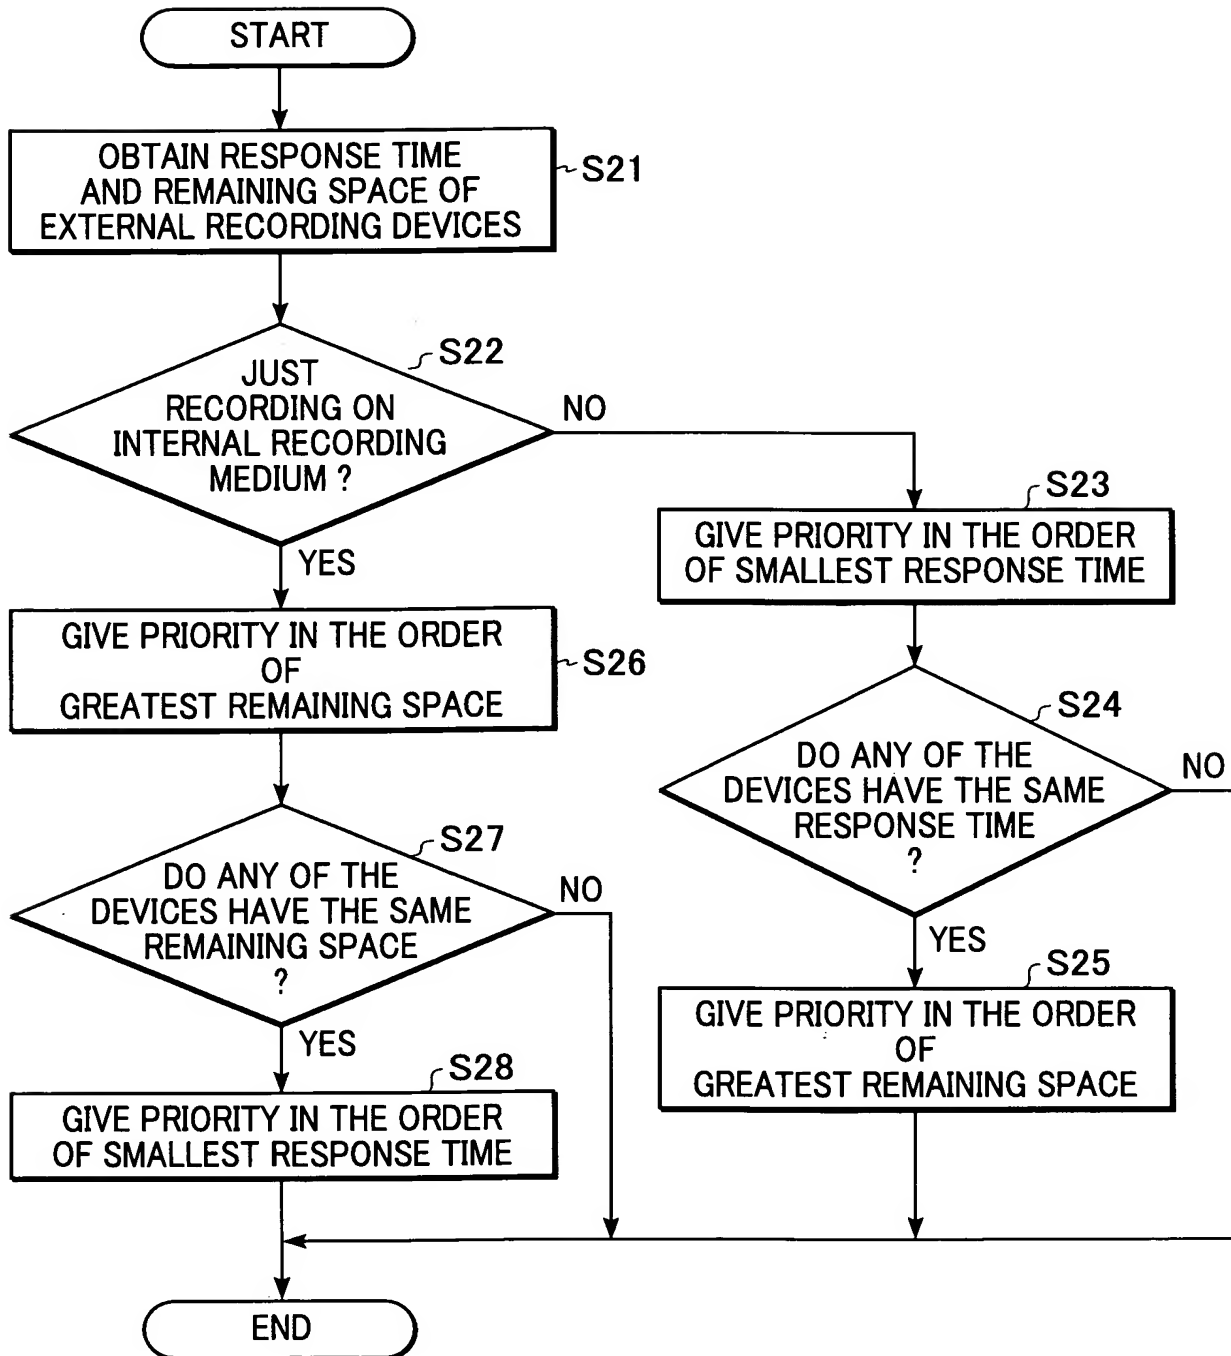 START
OBTAIN RESPONSE TIME
AND REMAINING SPACE OF
EXTERNAL RECORDING DEVICES
S21
S22
JUST
RECORDING ON
INTERNAL RECORDING
MEDIUM ?
NO
YES
S23
GIVE PRIORITY IN THE ORDER
OF SMALLEST RESPONSE TIME
GIVE PRIORITY IN THE ORDER
OF
GREATEST REMAINING SPACE
S26
S24
DO ANY OF THE
DEVICES HAVE THE SAME
RESPONSE TIME
?
NO
YES
S27
DO ANY OF THE
DEVICES HAVE THE SAME
REMAINING SPACE
?
NO
YES
S25
GIVE PRIORITY IN THE ORDER
OF
GREATEST REMAINING SPACE
S28
GIVE PRIORITY IN THE ORDER
OF SMALLEST RESPONSE TIME
END